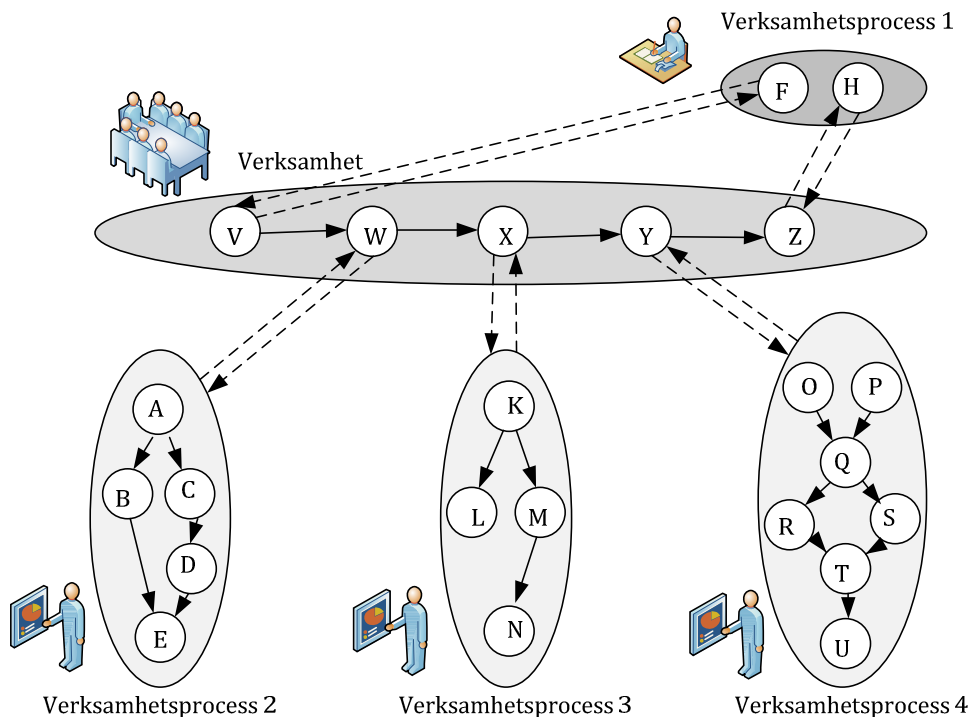 Verksamhetsprocess 1
F
H
Verksamhet
V
W
X
Y
Z
A
B
C
D
E
Verksamhetsprocess 2
K
L
M
N
Verksamhetsprocess 3
O
P
Q
R
S
T
U
Verksamhetsprocess 4